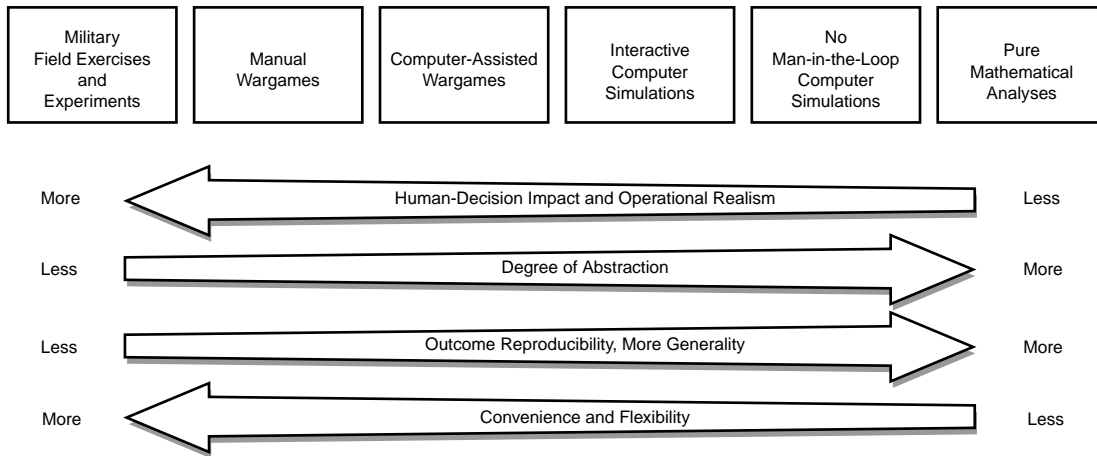 Military
Field Exercises
and
Experiments
Manual
Wargames
Computer-Assisted
Wargames
Interactive
Computer
Simulations
No
Man-in-the-Loop
Computer
Simulations
Pure
Mathematical
Analyses
More
Human-Decision Impact and Operational Realism
Less
Less
Degree of Abstraction
More
Less
Outcome Reproducibility, More Generality
More
More
Convenience and Flexibility
Less